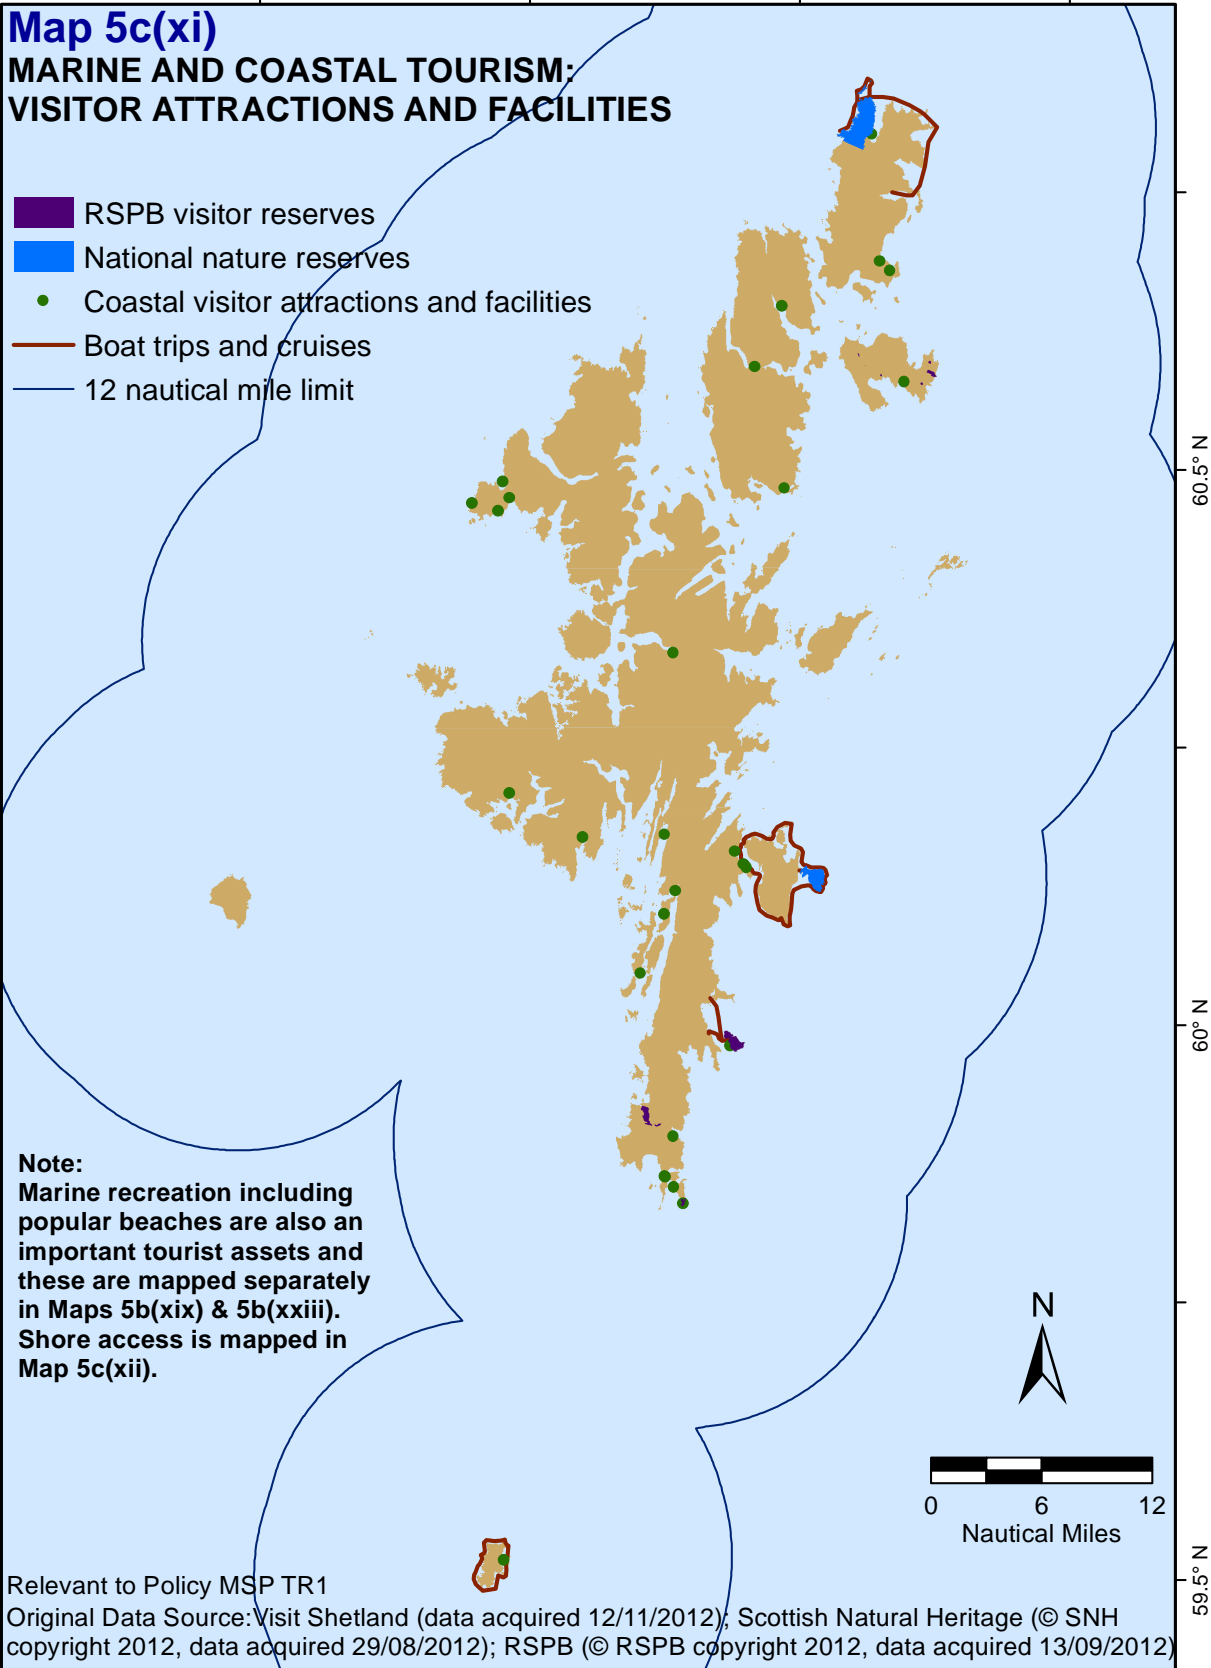 Map 5c(xi)
MARINE AND COASTAL TOURISM:
VISITOR ATTRACTIONS AND FACILITIES
RSPB visitor reserves
National nature reserves
Coastal visitor attractions and facilities
Boat trips and cruises
12 nautical mile limit
60.5° N
60° N
Note:
Marine recreation including
popular beaches are also an
important tourist assets and
these are mapped separately
in Maps 5b(xix) & 5b(xxiii).
Shore access is mapped in
Map 5c(xii).
N
0 6 12
Nautical Miles
59.5° N
Relevant to Policy MSP TR1
Original Data Source:Visit Shetland (data acquired 12/11/2012); Scottish Natural Heritage (© SNH
copyright 2012, data acquired 29/08/2012); RSPB (© RSPB copyright 2012, data acquired 13/09/2012)